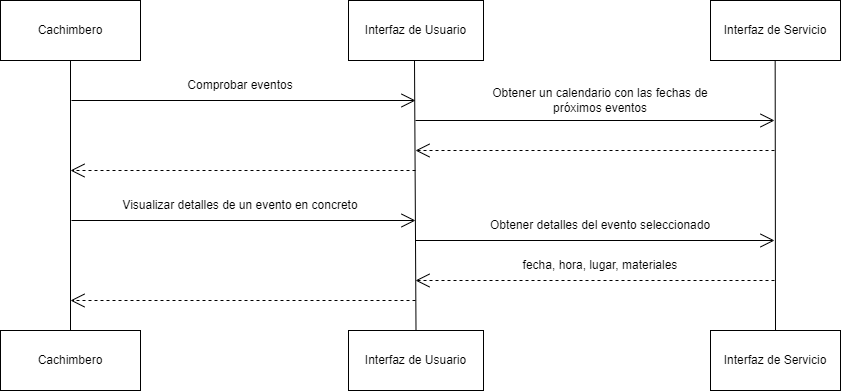 Cachimbero
Interfaz de Usuario
Interfaz de Servicio
Comprobar eventos
Obtener un calendario con las fechas de
próximos eventos
Visualizar detalles de un evento en concreto
Obtener detalles del evento seleccionado
fecha, hora, lugar, materiales
Cachimbero
Interfaz de Usuario
Interfaz de Servicio